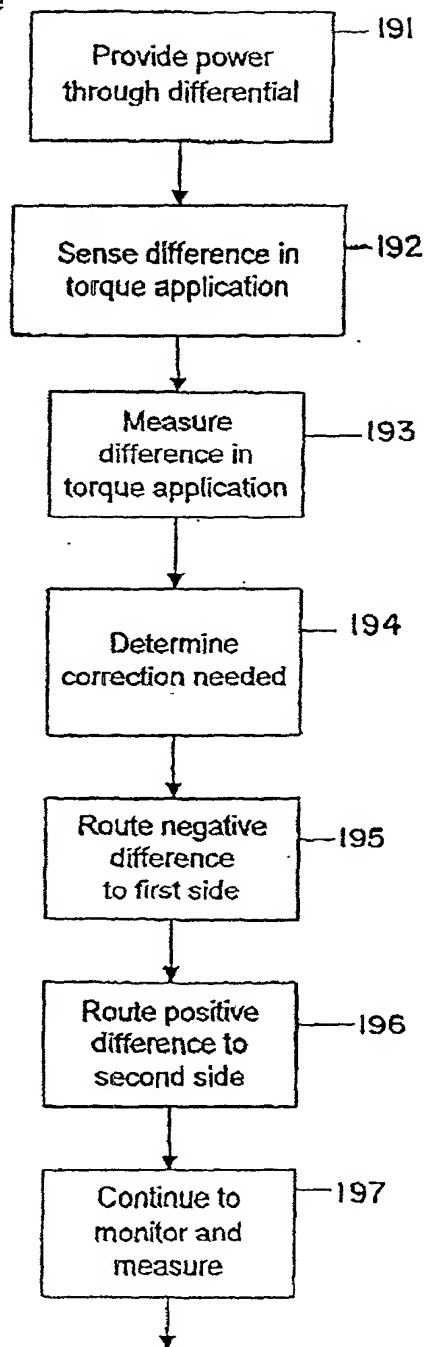 191
Provide power
through differential
192
Sense difference in
torque application
193
Measure
difference in
torque application
194
Determine
correction needed
195
Route negative
difference
to first side
196
Route positive
difference to
second side
197
Continue to
monitor and
measure